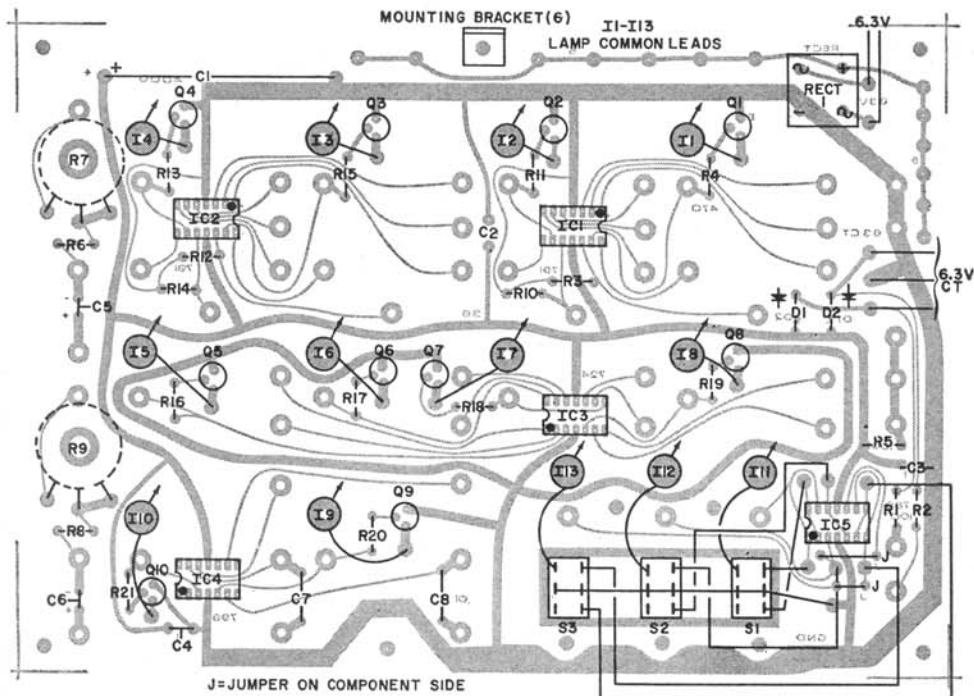 MOUNTING BRACKET(6)
I1-I13
LAMP COMMON LEADS
6.3V
RECT
1
+
C1
Q4
Q3
Q2
Q1
I4
I3
I2
I1
R7
R13
R15
R11
R4
470
IC2
IC1
C2
R6
R12
R14
R3
R10
63CT
6.3V
CT
C5
D1
D2
I5
I6
I7
I8
Q5
Q6
Q7
Q8
R16
R17
R18
R19
724
IC3
R9
R5
I13
I12
I11
C3
I10
I9
Q9
R8
R20
IC5
R1
R2
J
J
Q10
R21
IC4
C6
C7
C8
C4
S3
S2
S1
GND
J=JUMPER ON COMPONENT SIDE